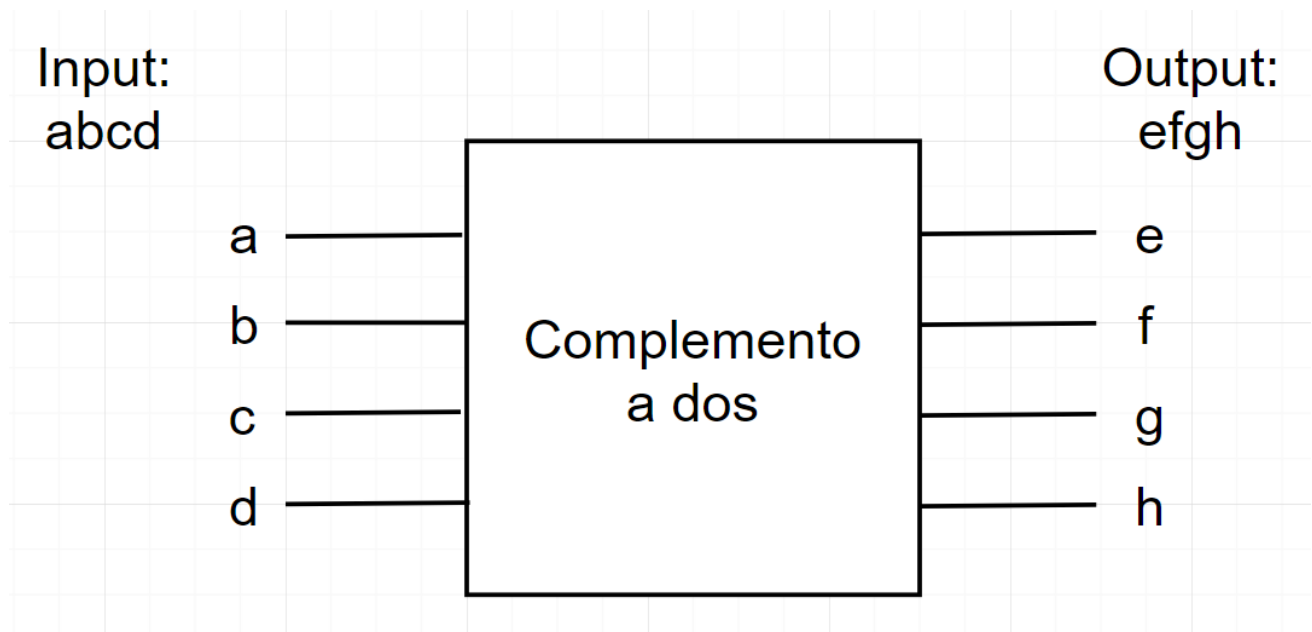 Input:
abcd
Output:
efgh
a
b
c
d
Complemento
a dos
e
f
g
h